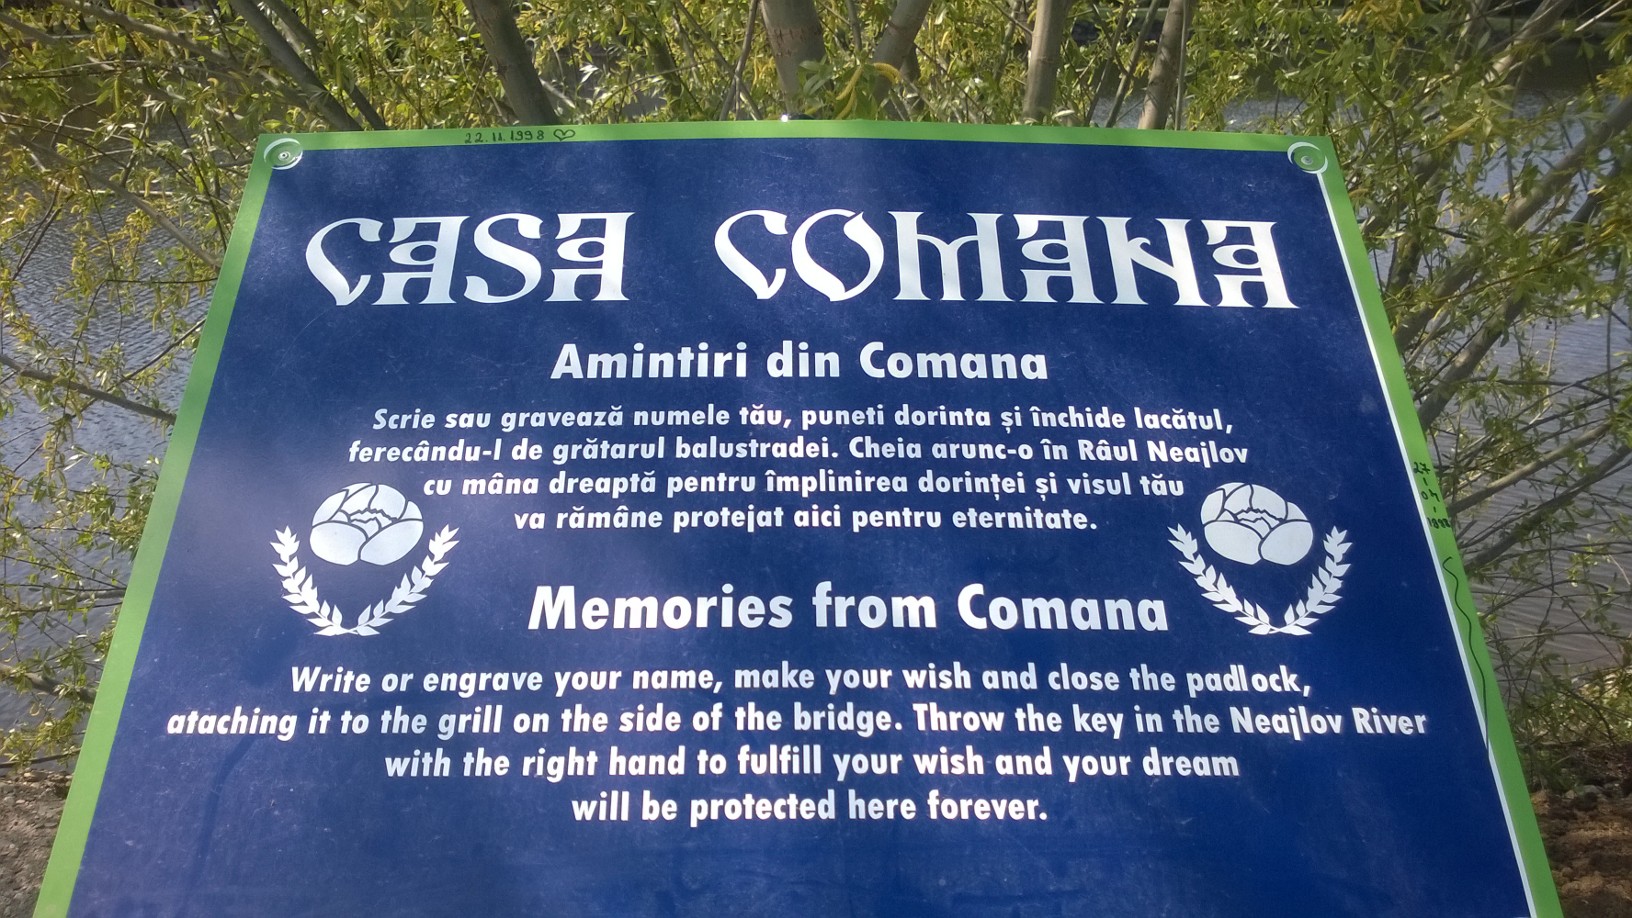 22.11.1998
CASA COMANA
Amintiri din Comana
Scrie sau gravează numele tău, puneti dorinta și închide lacătul,
ferecându-l de grătarul balustradei. Cheia arunc-o în Râul Neajlov
cu mâna dreaptă pentru împlinirea dorinței și visul tău
va rămâne protejat aici pentru eternitate.
Memories from Comana
Write or engrave your name, make your wish and close the padlock,
ataching it to the grill on the side of the bridge. Throw the key in the Neajlov River
with the right hand to fulfill your wish and your dream
will be protected here forever.